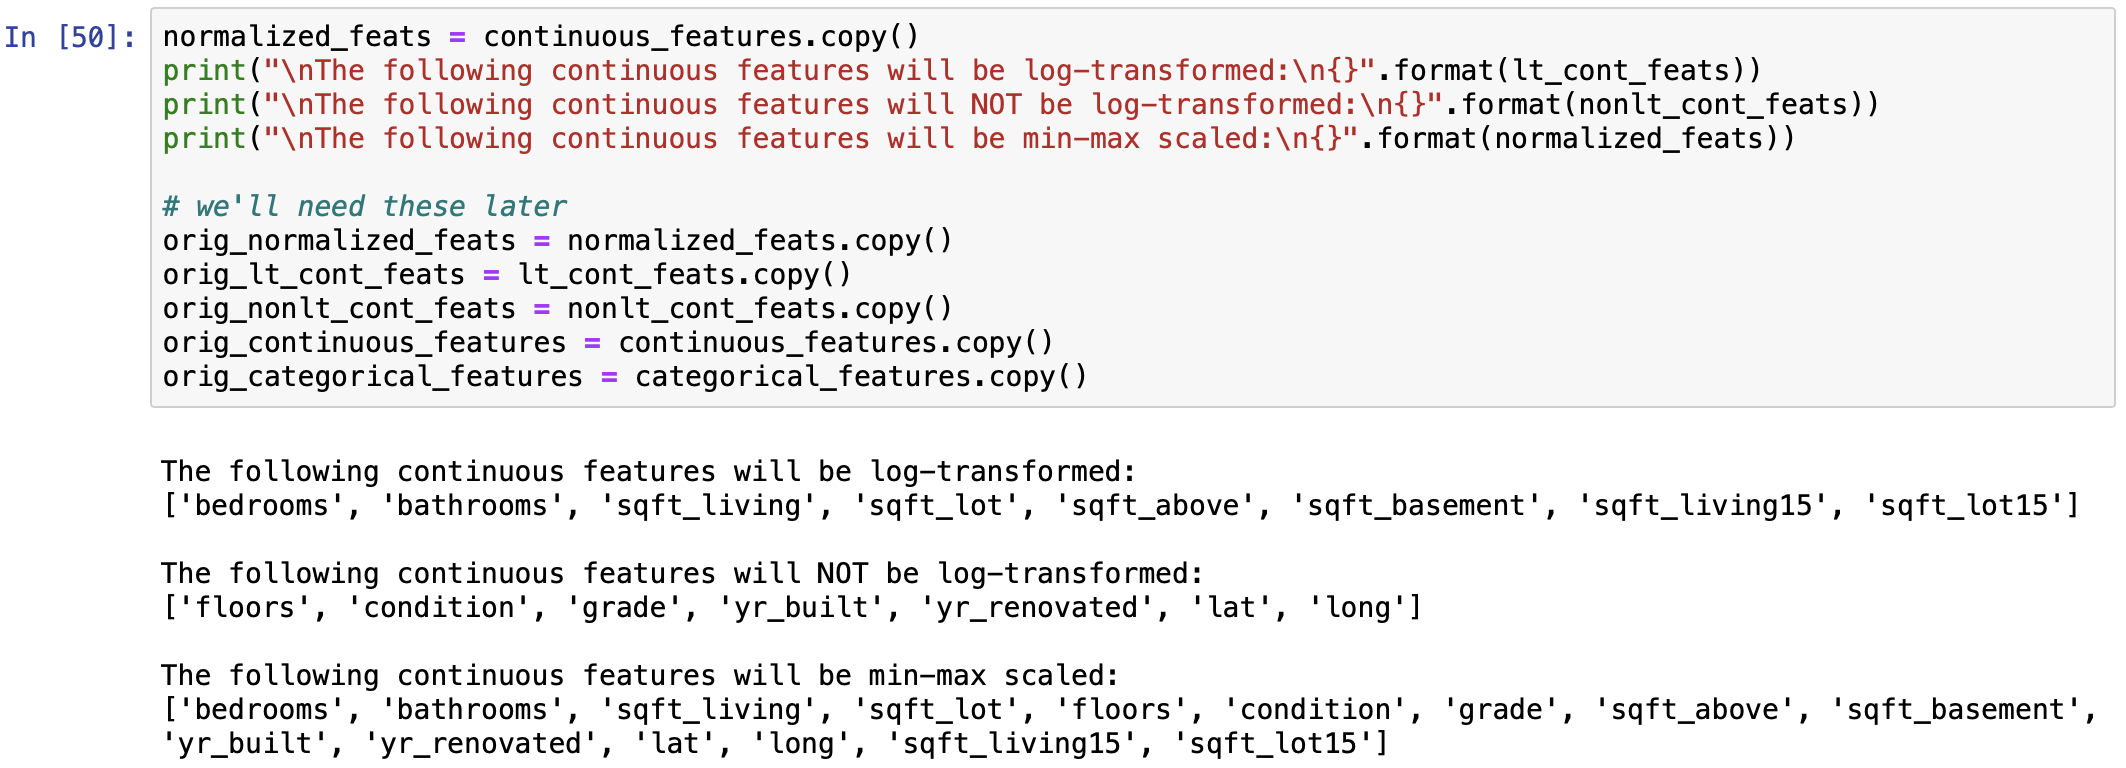 In [50]: normalized_feats = continuous_features.copy()
print("\nThe following continuous features will be log-transformed:\n{}".format(lt_cont_feats))
print("\nThe following continuous features will NOT be log-transformed:\n{}".format(nonlt_cont_feats))
print("\nThe following continuous features will be min-max scaled:\n{}".format(normalized_feats))
# we'll need these later
orig_normalized_feats = normalized_feats.copy()
orig_lt_cont_feats = lt_cont_feats.copy()
orig_nonlt_cont_feats = nonlt_cont_feats.copy()
orig_continuous_features = continuous_features.copy()
orig_categorical_features = categorical_features.copy()
The following continuous features will be log-transformed:
['bedrooms', 'bathrooms', 'sqft_living', 'sqft_lot', 'sqft_above', 'sqft_basement', 'sqft_living15', 'sqft_lot15']
The following continuous features will NOT be log-transformed:
['floors', 'condition', 'grade', 'yr_built', 'yr_renovated', 'lat', 'long']
The following continuous features will be min-max scaled:
['bedrooms', 'bathrooms', 'sqft_living', 'sqft_lot', 'floors', 'condition', 'grade', 'sqft_above', 'sqft_basement',
'yr_built', 'yr_renovated', 'lat', 'long', 'sqft_living15', 'sqft_lot15']